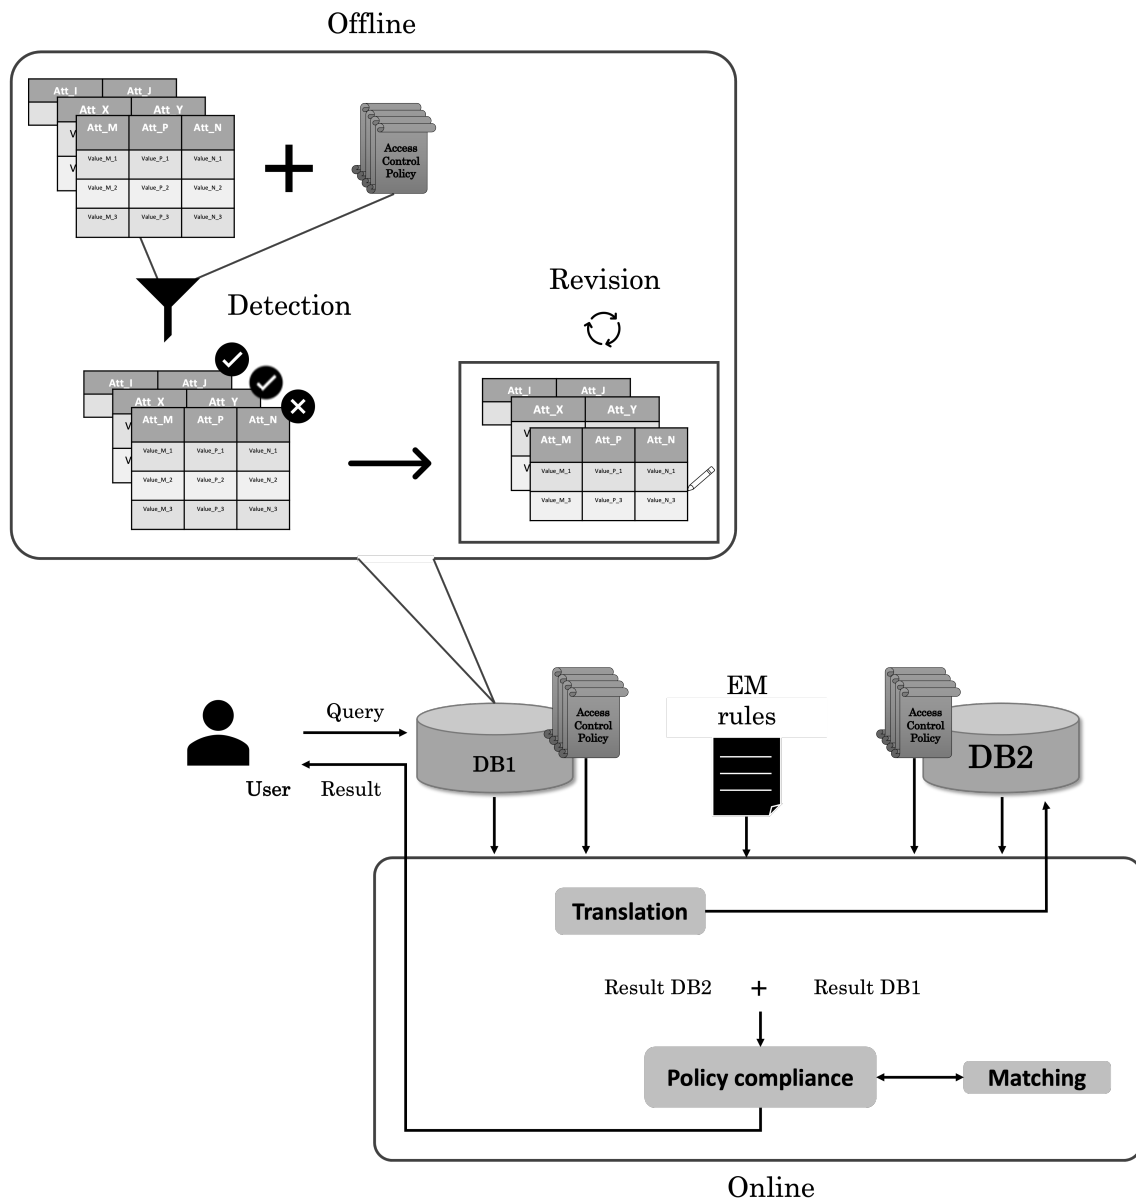 Offline
Att_I Att_J
Att_X Att_Y
Att_M Att_P Att_N
V
Value_M_1 Value_P_1 Value_N_1
V
Value_M_2 Value_P_2 Value_N_2
Value_M_3 Value_P_3 Value_N_3
Access
Control
Policy
Detection
Revision
Att_I Att_J
Att_X Att_Y
Att_M Att_P Att_N
V
Value_M_1 Value_P_1 Value_N_1
V
Value_M_2 Value_P_2 Value_N_2
Value_M_3 Value_P_3 Value_N_3
Att_I Att_J
Att_X Att_Y
Att_M Att_P Att_N
V
Value_M_1 Value_P_1 Value_N_1
V
Value_M_3 Value_P_3 Value_N_3
Query
User Result
DB1
Access
Control
Policy
EM
rules
Access
Control
Policy
DB2
Translation
Result DB2 + Result DB1
Policy compliance
Matching
Online